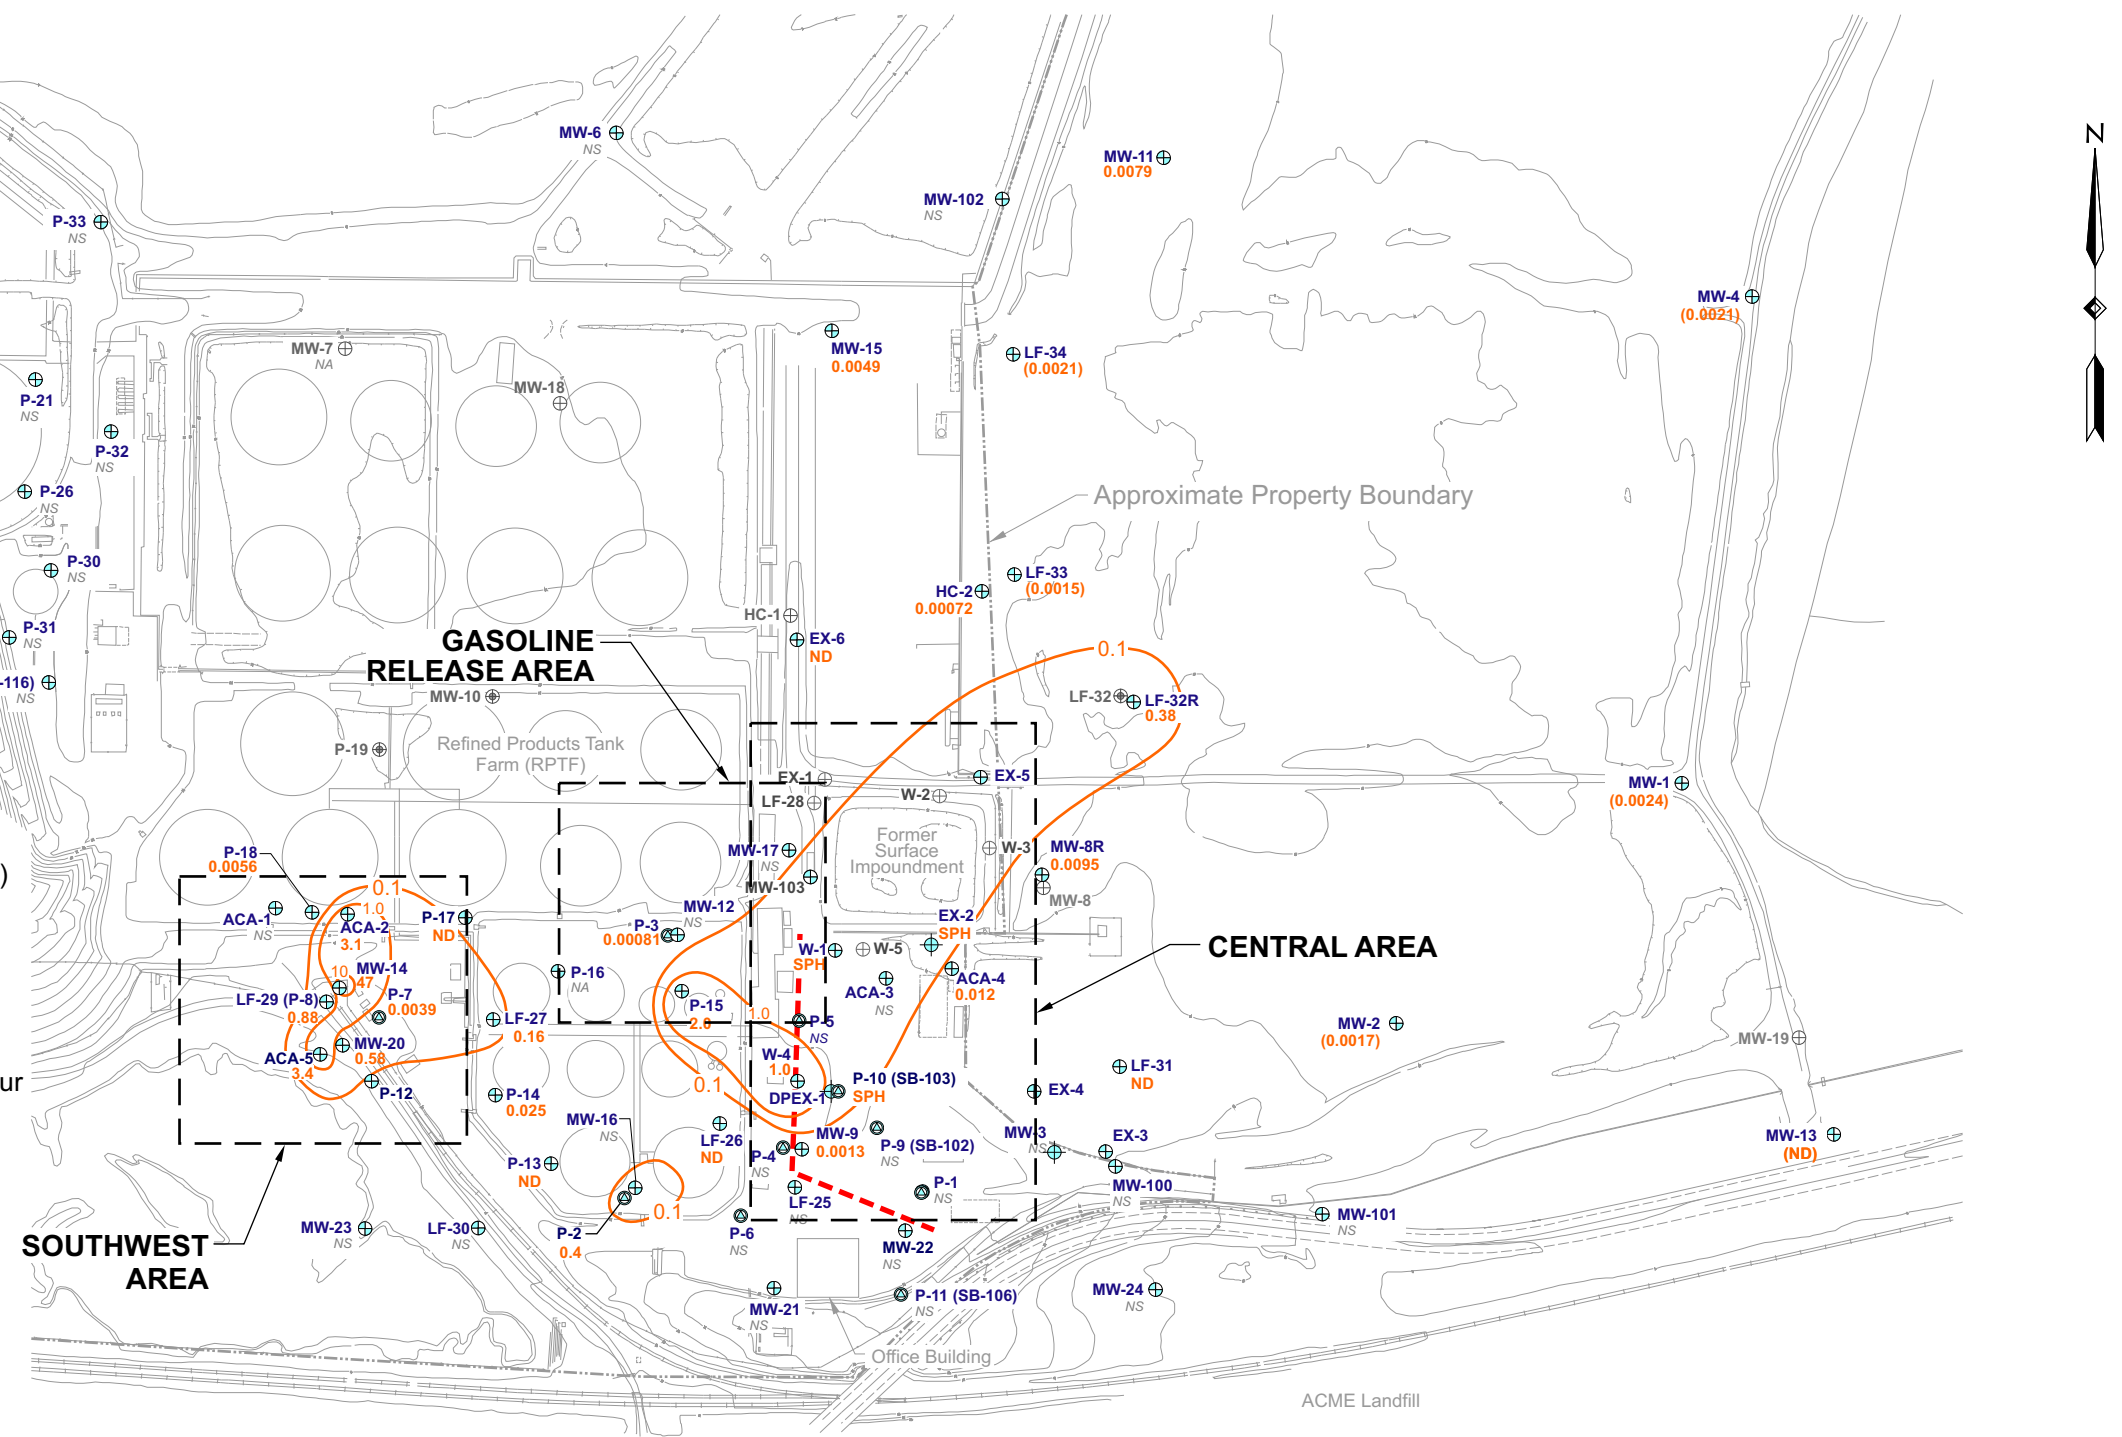 N
MW-6
NS
MW-11
0.0079
MW-102
NS
P-33
NS
MW-4
(0.0021)
MW-7
NA
MW-15
0.0049
LF-34
(0.0021)
MW-18
P-21
NS
P-32
NS
P-26
NS
Approximate Property Boundary
P-30
NS
LF-33
(0.0015)
HC-2
0.00072
HC-1
P-31
NS
EX-6
ND
GASOLINE
RELEASE AREA
0.1
-116)
NS
MW-10
LF-32
LF-32R
0.38
P-19
Refined Products Tank
Farm (RPTF)
EX-1
EX-5
MW-1
(0.0024)
LF-28
W-2
Former
Surface
Impoundment
MW-17
NS
W-3
MW-8R
0.0095
P-18
0.0056
)
MW-103
MW-8
0.1
1.0
ACA-1
NS
ACA-2
3.1
P-17
ND
MW-12
NS
P-3
0.00081
EX-2
SPH
W-1
SPH
W-5
CENTRAL AREA
10
MW-14
47
P-16
NA
ACA-3
NS
ACA-4
0.012
LF-29 (P-8)
0.88
P-7
0.0039
P-15
2.8
1.0
LF-27
0.16
P-5
NS
MW-2
(0.0017)
MW-19
MW-20
0.58
ACA-5
3.4
W-4
1.0
LF-31
ND
ur
P-12
0.1
P-10 (SB-103)
SPH
DPEX-1
EX-4
P-14
0.025
MW-16
NS
LF-26
ND
MW-9
0.0013
P-9 (SB-102)
NS
MW-3
NS
EX-3
MW-13
(ND)
P-4
NS
P-13
ND
P-1
NS
MW-100
NS
LF-25
NS
0.1
MW-101
NS
MW-23
NS
LF-30
NS
P-2
0.4
P-6
NS
MW-22
NS
SOUTHWEST
AREA
MW-21
NS
P-11 (SB-106)
NS
MW-24
NS
Office Building
ACME Landfill